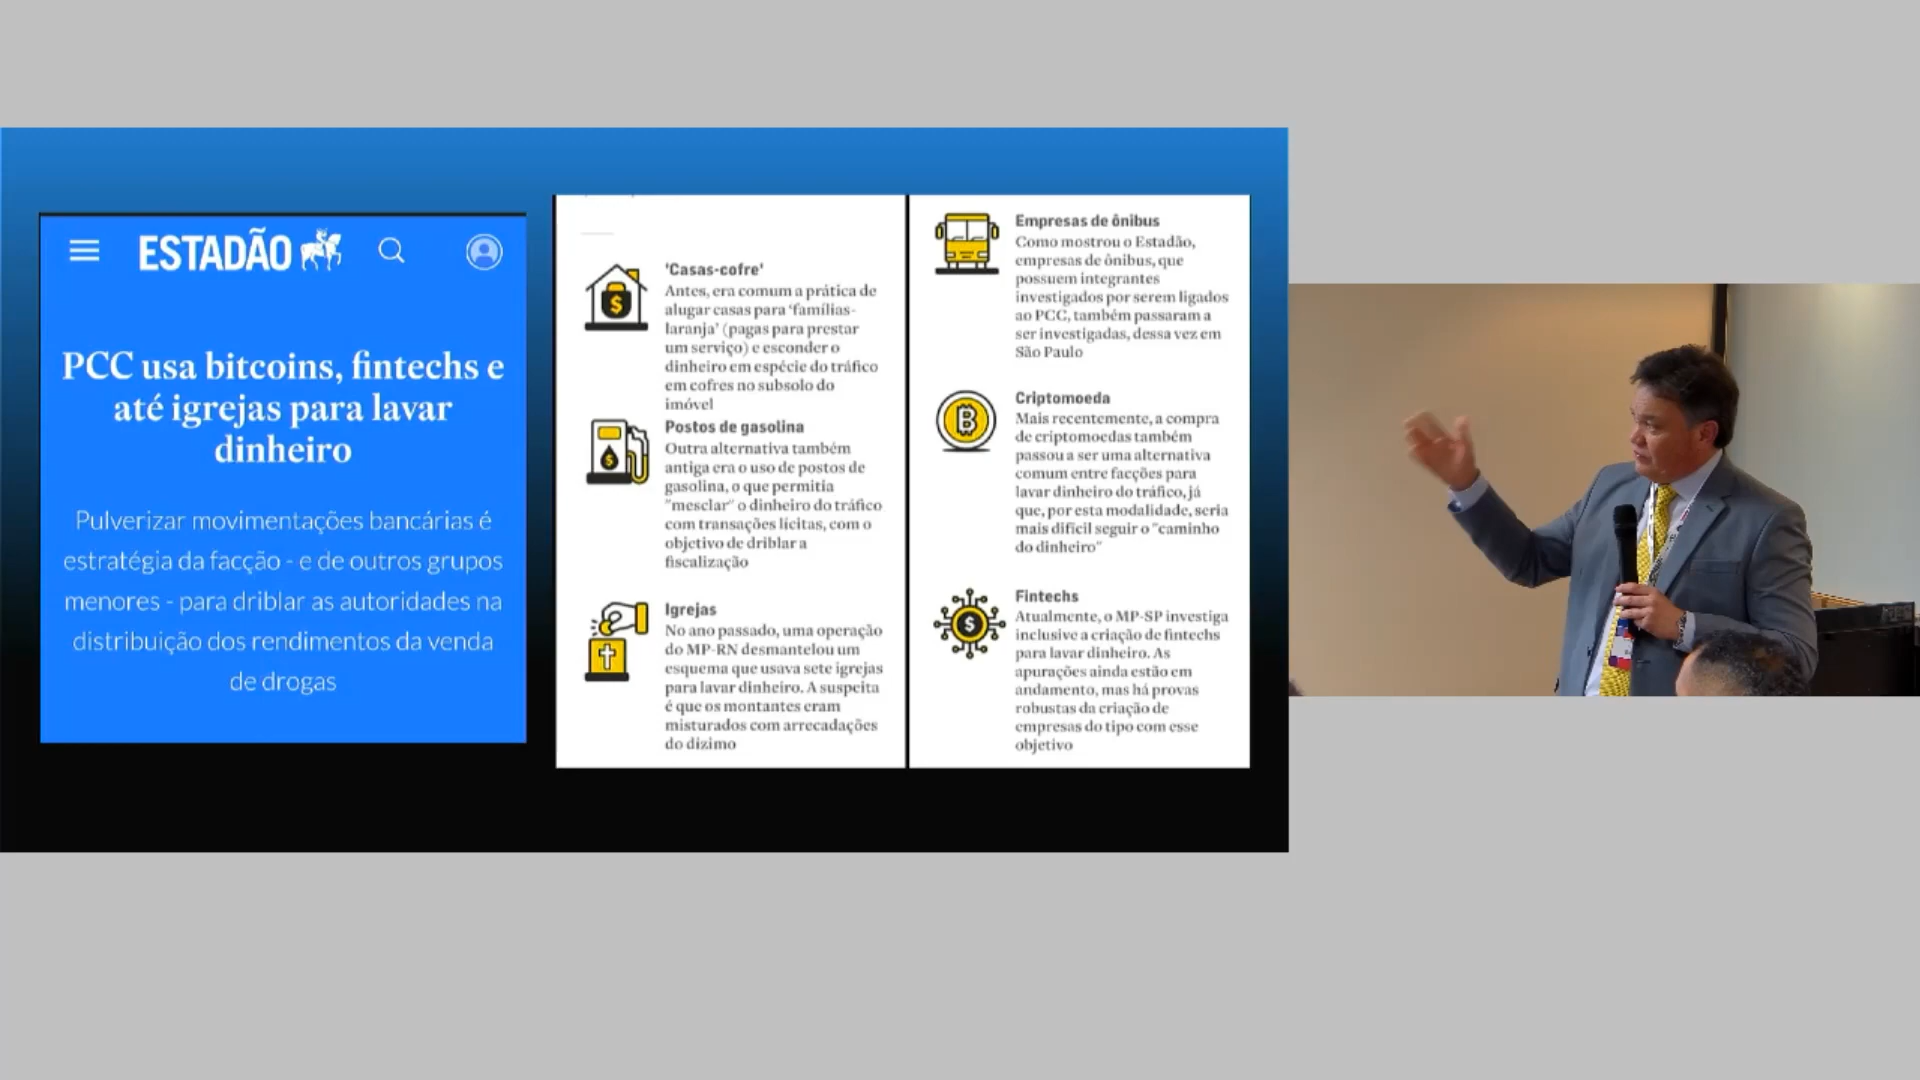 ESTADÃO
PCC usa bitcoins, fintechs e
até igrejas para lavar
dinheiro
Pulverizar movimentações bancárias é
estratégia da facção - e de outros grupos
menores - para driblar as autoridades na
distribuição dos rendimentos da venda
de drogas
'Casas-cofre'
Antes, era comum a prática de
alugar casas para 'famílias-
laranja' (pagas para prestar
um serviço) e esconder o
dinheiro em espécie do tráfico
em cofres no subsolo do
imóvel
Postos de gasolina
Outra alternativa também
antiga era o uso de postos de
gasolina, o que permitia
"mesclar" o dinheiro do tráfico
com transações lícitas, com o
objetivo de driblar a
fiscalização
Igrejas
No ano passado, uma operação
do MP-RN desmantelou um
esquema que usava sete igrejas
para lavar dinheiro. A suspeita
é que os montantes eram
misturados com arrecadações
do dízimo
Empresas de ônibus
Como mostrou o Estadão,
empresas de ônibus, que
possuem integrantes
investigados por serem ligados
ao PCC, também passaram a
ser investigadas, dessa vez em
São Paulo
Criptomoeda
Mais recentemente, a compra
de criptomoedas também
passou a ser uma alternativa
comum entre facções para
lavar dinheiro do tráfico, já
que, por esta modalidade, seria
mais difícil seguir o "caminho
do dinheiro"
Fintechs
Atualmente, o MP-SP investiga
inclusive a criação de fintechs
para lavar dinheiro. As
apurações ainda estão em
andamento, mas há provas
robustas da criação de
empresas do tipo com esse
objetivo